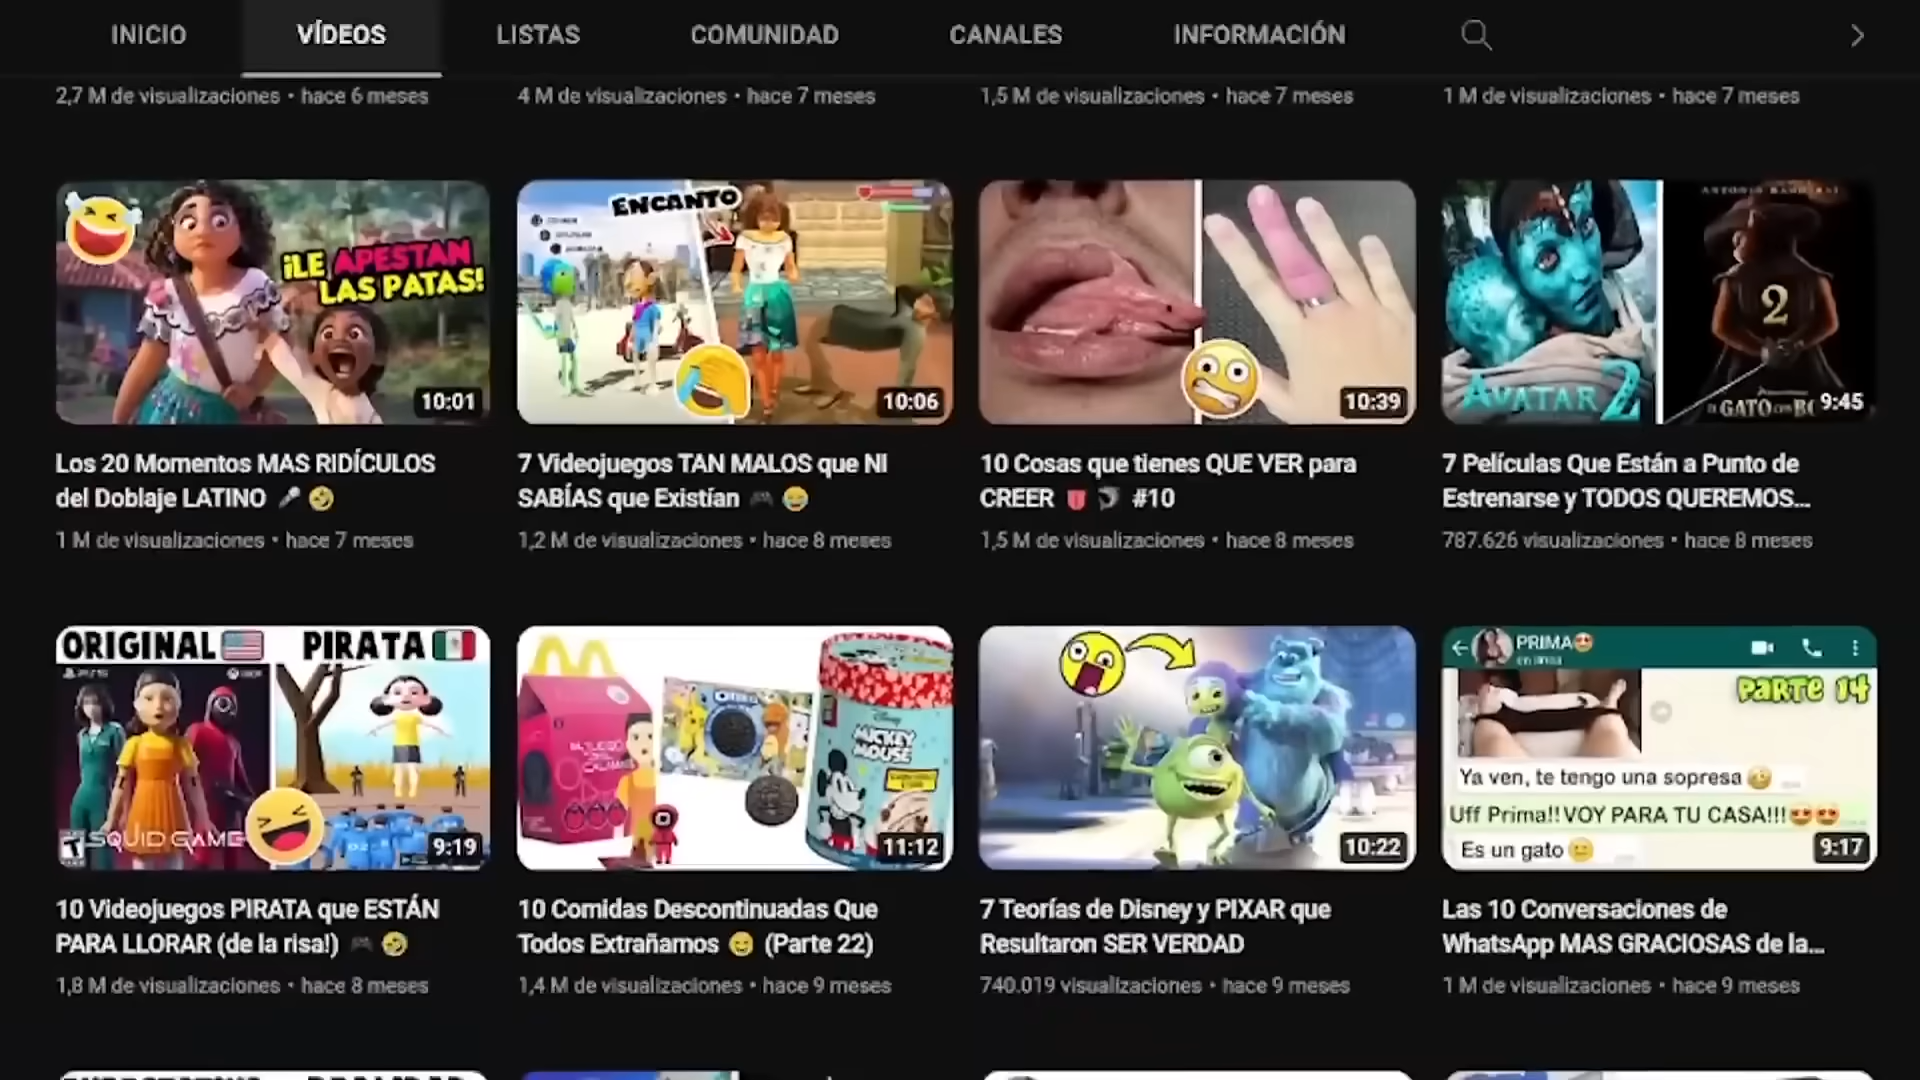 INICIO VÍDEOS LISTAS COMUNIDAD CANALES INFORMACIÓN
2,7 M de visualizaciones • hace 6 meses
4 M de visualizaciones • hace 7 meses
1,5 M de visualizaciones • hace 7 meses
1 M de visualizaciones • hace 7 meses
¡LE APESTAN
LAS PATAS!
10:01
ENCANTO
10:06
10:39
AVATAR 2
2
EL GATO CON BO
9:45
Los 20 Momentos MAS RIDÍCULOS
del Doblaje LATINO 🎤 🤣
1 M de visualizaciones • hace 7 meses
7 Videojuegos TAN MALOS que NI
SABÍAS que Existían 🎮 😂
1,2 M de visualizaciones • hace 8 meses
10 Cosas que tienes QUE VER para
CREER #10
1,5 M de visualizaciones • hace 8 meses
7 Películas Que Están a Punto de
Estrenarse y TODOS QUEREMOS...
787.626 visualizaciones • hace 8 meses
ORIGINAL PIRATA
T SQUID GAME
9:19
OREO
Disney
MICKEY
MOUSE
11:12
10:22
PRIMA😍
en línea
PARTE 14
Ya ven, te tengo una sopresa
Uff Prima!! VOY PARA TU CASA!!!😍😍
Es un gato 😐
9:17
10 Videojuegos PIRATA que ESTÁN
PARA LLORAR (de la risa!) 🎮 🤣
1,8 M de visualizaciones • hace 8 meses
10 Comidas Descontinuadas Que
Todos Extrañamos 😄 (Parte 22)
1,4 M de visualizaciones • hace 9 meses
7 Teorías de Disney y PIXAR que
Resultaron SER VERDAD
740.019 visualizaciones • hace 9 meses
Las 10 Conversaciones de
WhatsApp MAS GRACIOSAS de la...
1 M de visualizaciones • hace 9 meses